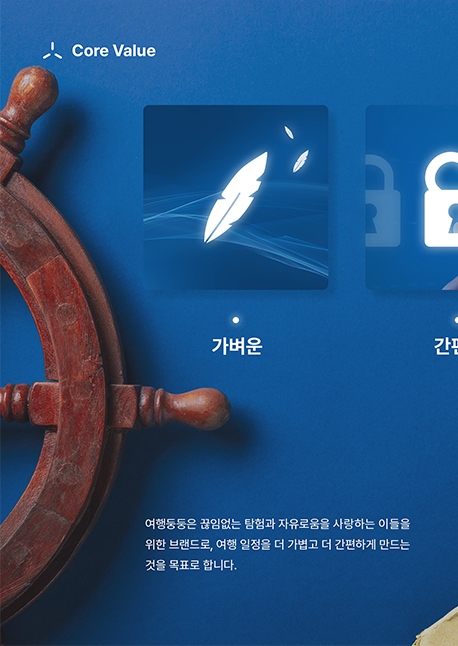 Core Value
가벼운
여행둥둥은 끊임없는 탐험과 자유로움을 사랑하는 이들을
위한 브랜드로, 여행 일정을 더 가볍고 더 간편하게 만드는
것을 목표로 합니다.